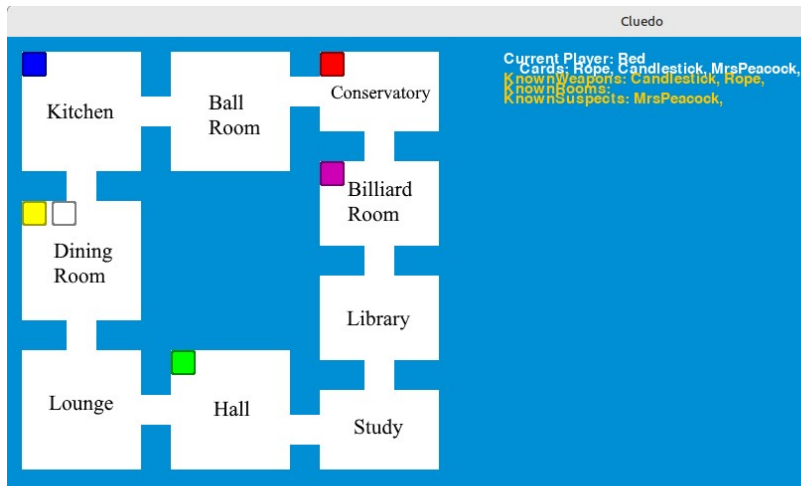 Cluedo
Current Player: Red
Cards: Rope, Candlestick, MrsPeacock,
KnownWeapons: Candlestick, Rope,
KnownRooms:
KnownSuspects: MrsPeacock,
Kitchen
Ball
Room
Conservatory
Billiard
Room
Dining
Room
Library
Lounge
Hall
Study